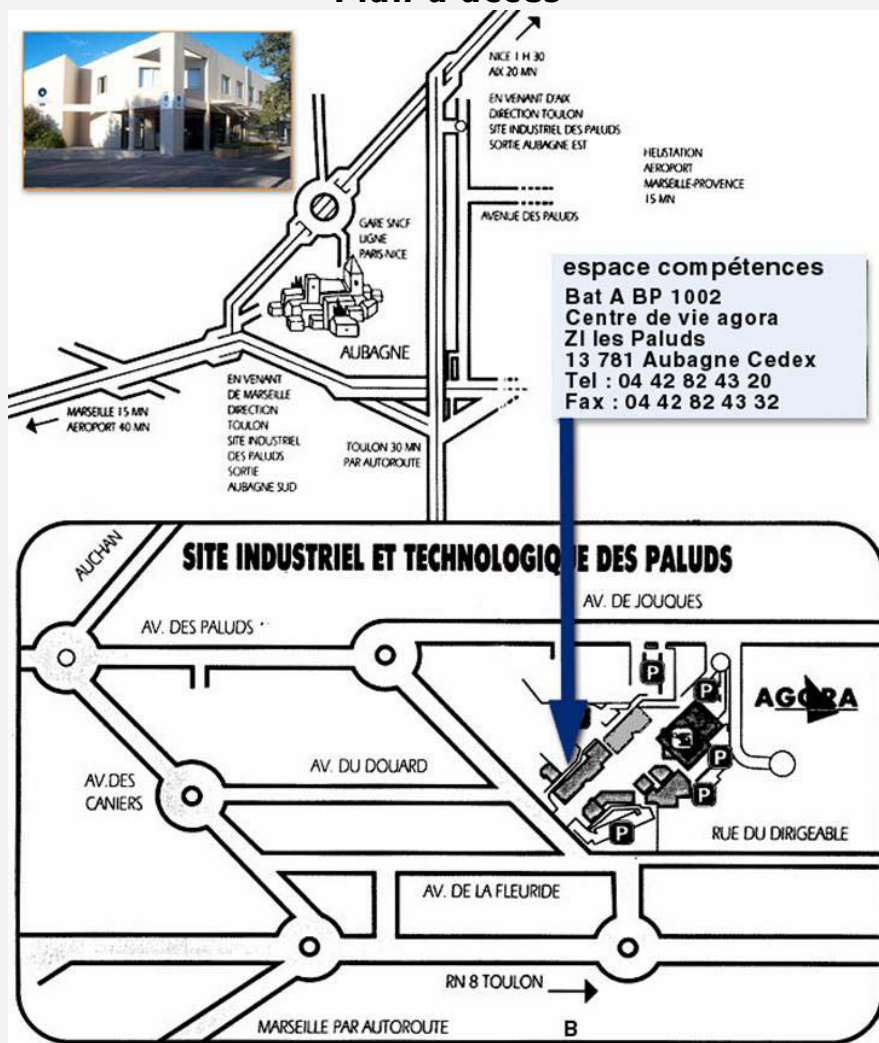 Plan d'accès
NICE 1 H 30
AIX 20 MN
EN VENANT D'AIX
DIRECTION TOULON
SITE INDUSTRIEL DES PALUDS
SORTIE AUBAGNE EST
HELISTATION
AEROPORT
MARSEILLE-PROVENCE
15 MN
AVENUE DES PALUDS
GARE SNCF
LIGNE
PARIS-NICE
AUBAGNE
espace compétences
Bat A BP 1002
Centre de vie agora
ZI les Paluds
13 781 Aubagne Cedex
Tel : 04 42 82 43 20
Fax : 04 42 82 43 32
MARSEILLE 15 MN
AEROPORT 40 MN
EN VENANT
DE MARSEILLE
DIRECTION
TOULON
SITE INDUSTRIEL
DES PALUDS
SORTIE
AUBAGNE SUD
TOULON 30 MN
PAR AUTOROUTE
SITE INDUSTRIEL ET TECHNOLOGIQUE DES PALUDS
AUCHAN
AV. DES PALUDS
AV. DE JOUQUES
P
P
AGORA
AV. DU DOUARD
AV.DES
CANIERS
P
P
P
RUE DU DIRIGEABLE
AV. DE LA FLEURIDE
RN 8 TOULON
MARSEILLE PAR AUTOROUTE
B